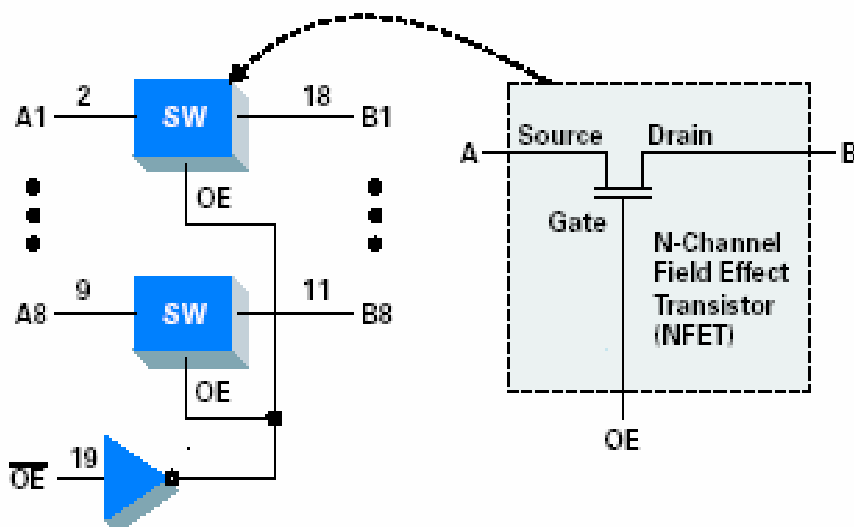 A1
2
SW
18
B1
OE
A8
9
SW
11
B8
OE
OE
19
A
Source
Drain
B
Gate
N-Channel
Field Effect
Transistor
(NFET)
OE